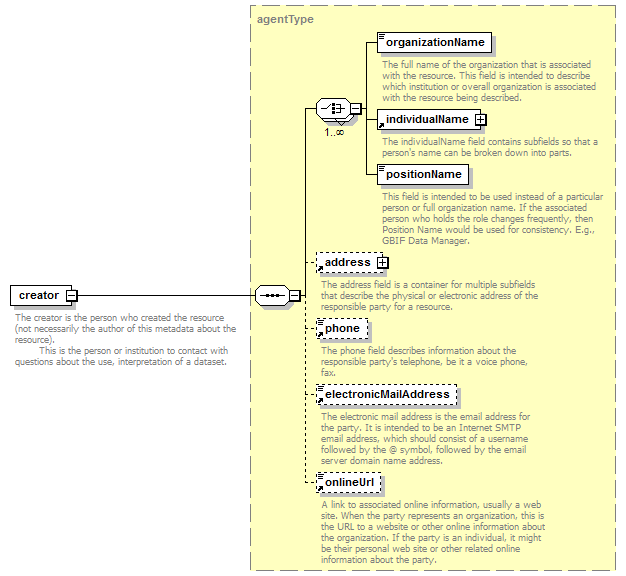 agentType
organizationName
The full name of the organization that is associated
with the resource. This field is intended to describe
which institution or overall organization is associated
with the resource being described.
1..∞
individualName
The individualName field contains subfields so that a
person's name can be broken down into parts.
positionName
This field is intended to be used instead of a particular
person or full organization name. If the associated
person who holds the role changes frequently, then
Position Name would be used for consistency. E.g.,
GBIF Data Manager.
address
The address field is a container for multiple subfields
that describe the physical or electronic address of the
responsible party for a resource.
creator
The creator is the person who created the resource
(not necessarily the author of this metadata about the
resource).
This is the person or institution to contact with
questions about the use, interpretation of a dataset.
phone
The phone field describes information about the
responsible party's telephone, be it a voice phone,
fax.
electronicMailAddress
The electronic mail address is the email address for
the party. It is intended to be an Internet SMTP
email address, which should consist of a username
followed by the @ symbol, followed by the email
server domain name address.
onlineUrl
A link to associated online information, usually a web
site. When the party represents an organization, this is
the URL to a website or other online information about
the organization. If the party is an individual, it might
be their personal web site or other related online
information about the party.